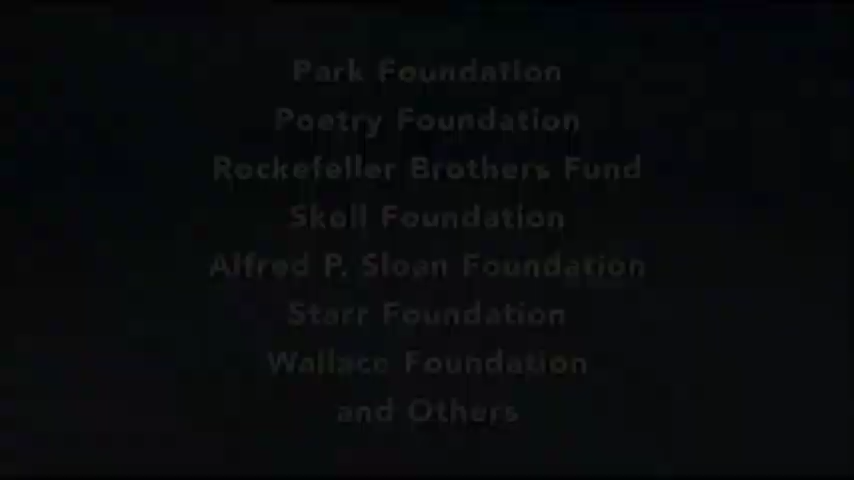 Park Foundation
Poetry Foundation
Rockefeller Brothers Fund
Skoll Foundation
Alfred P. Sloan Foundation
Starr Foundation
Wallace Foundation
and Others